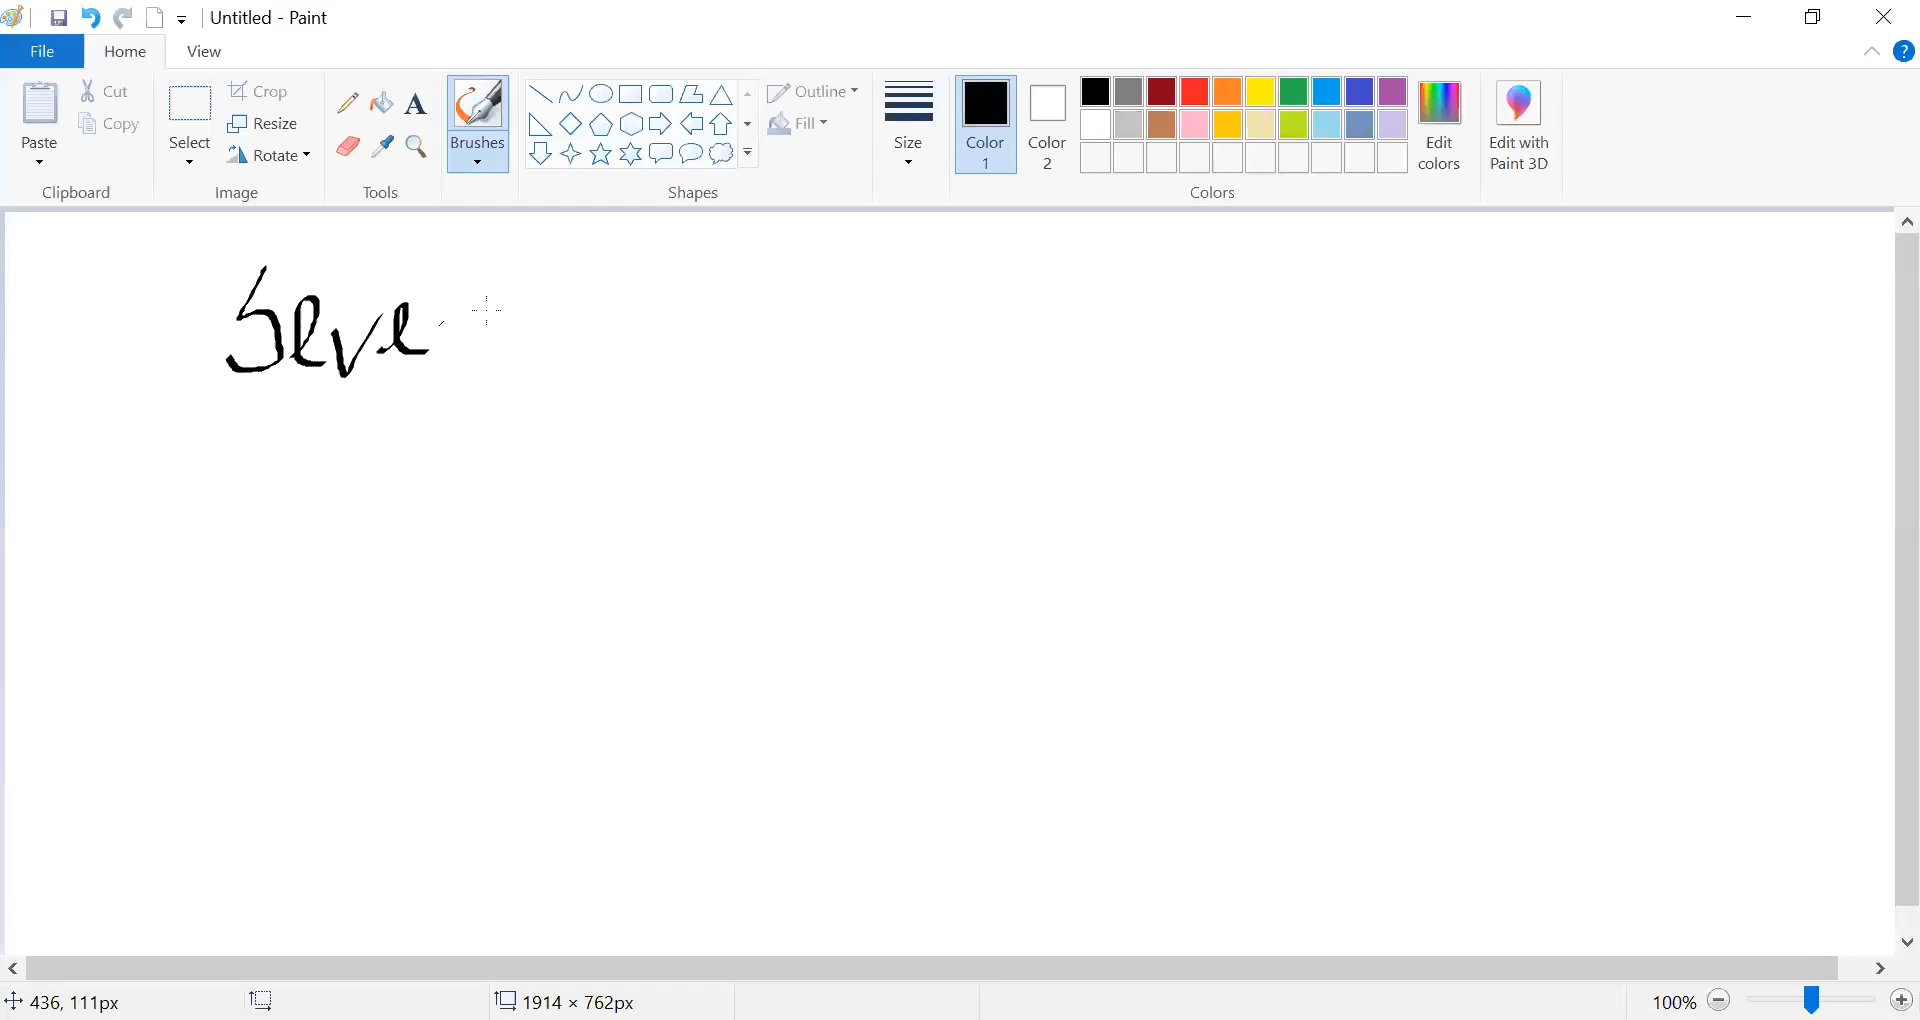 Untitled - Paint
File Home View
Paste Cut Copy Select Crop Resize Rotate Brushes Outline Fill Size Color 1 Color 2 Edit colors Edit with Paint 3D
Clipboard Image Tools Shapes Colors
Seve
436, 111px 1914 × 762px 100%